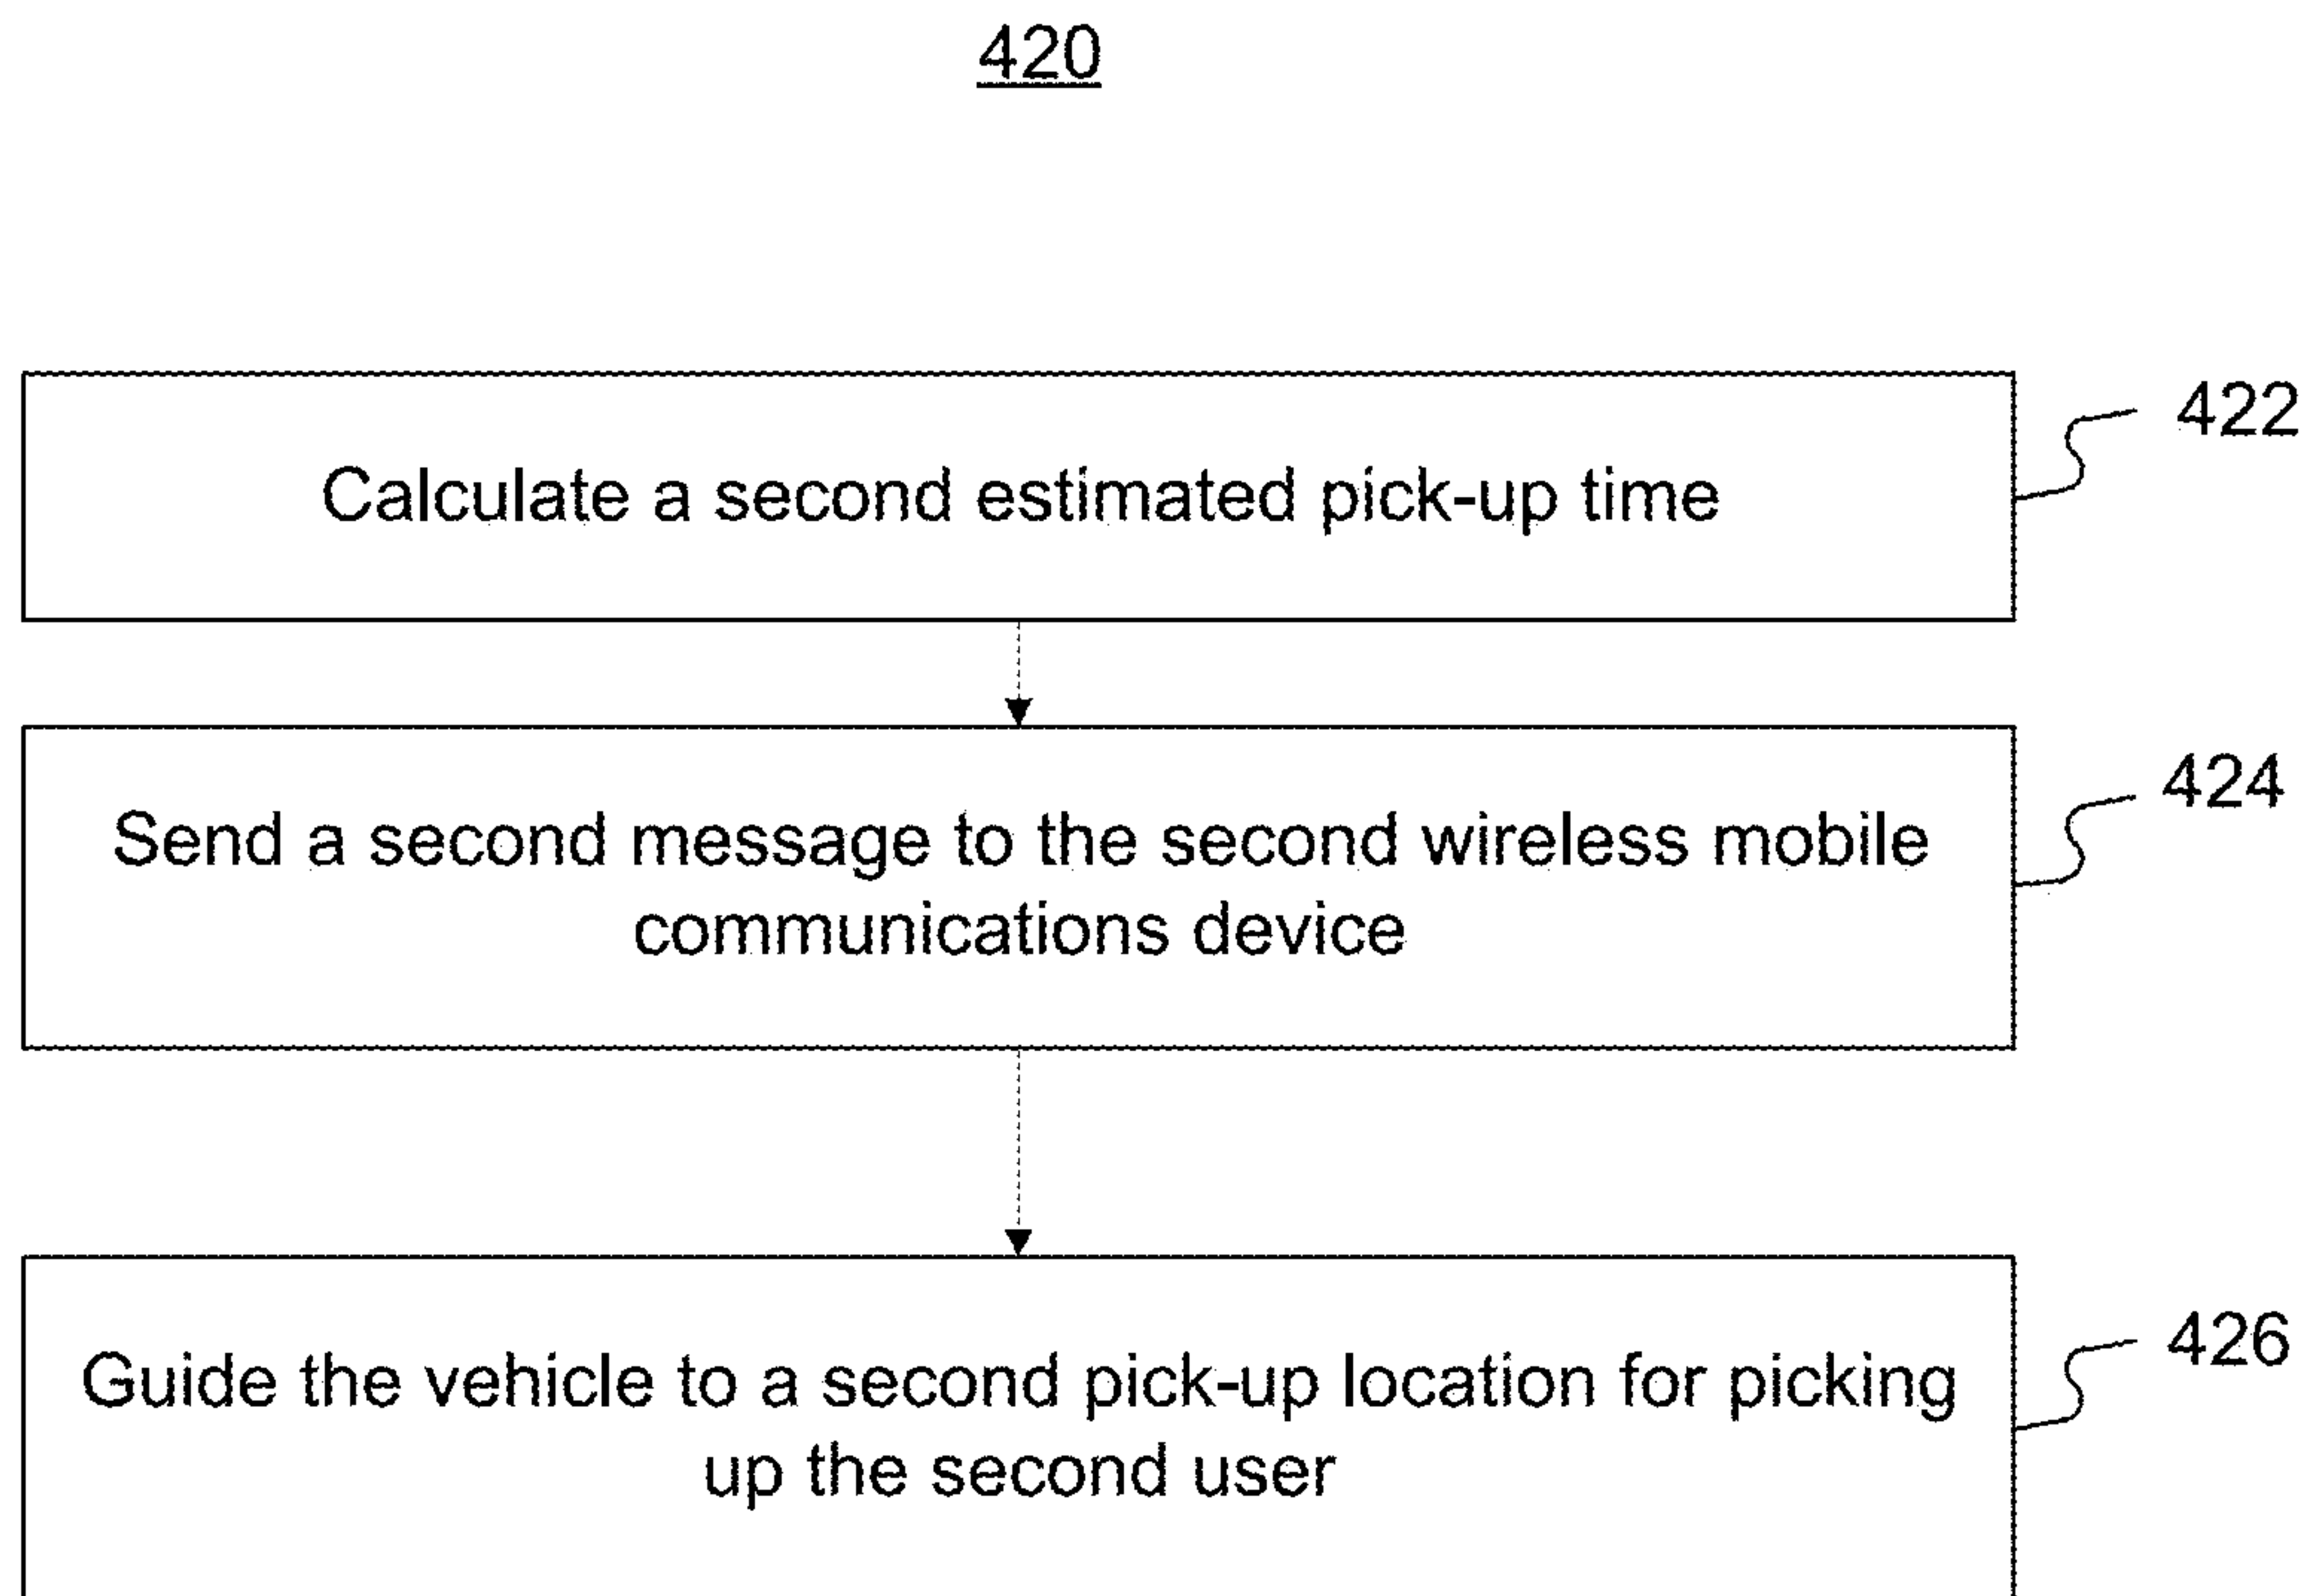 420
Calculate a second estimated pick-up time
422
Send a second message to the second wireless mobile
communications device
424
Guide the vehicle to a second pick-up location for picking
up the second user
426